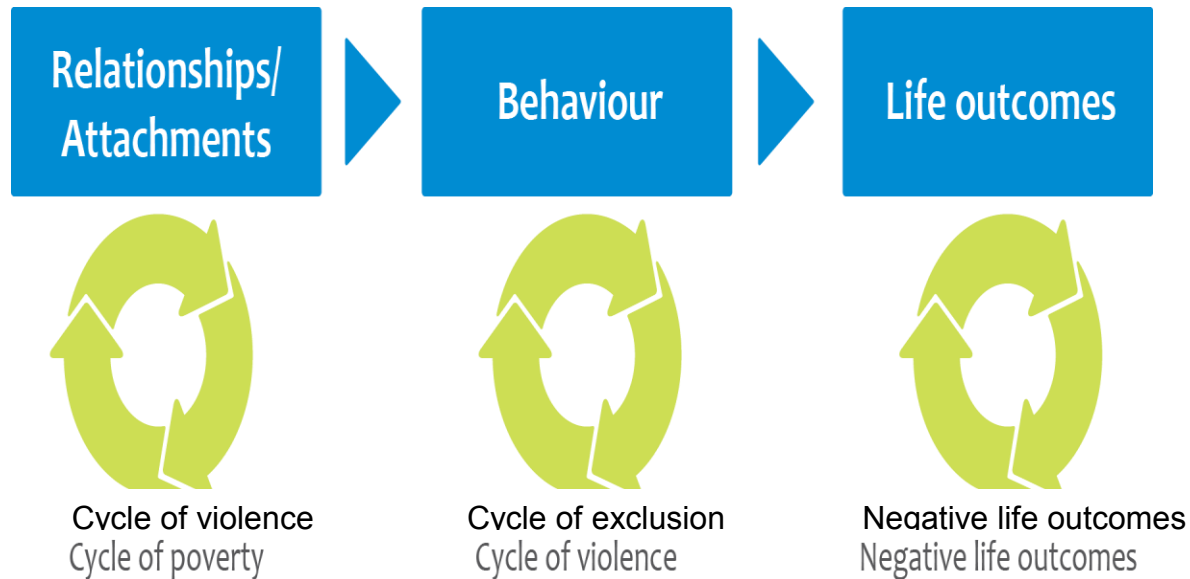 Relationships/
Attachments
Behaviour
Life outcomes
Cycle of violence
Cycle of exclusion
Negative life outcomes
Cycle of poverty
Cycle of violence
Negative life outcomes